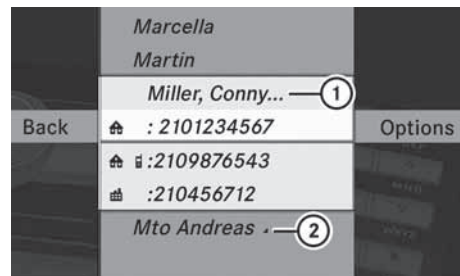 Marcella
Martin
Miller, Conny... 1
Back : 2101234567 Options
:2109876543
:210456712
Mto Andreas 2